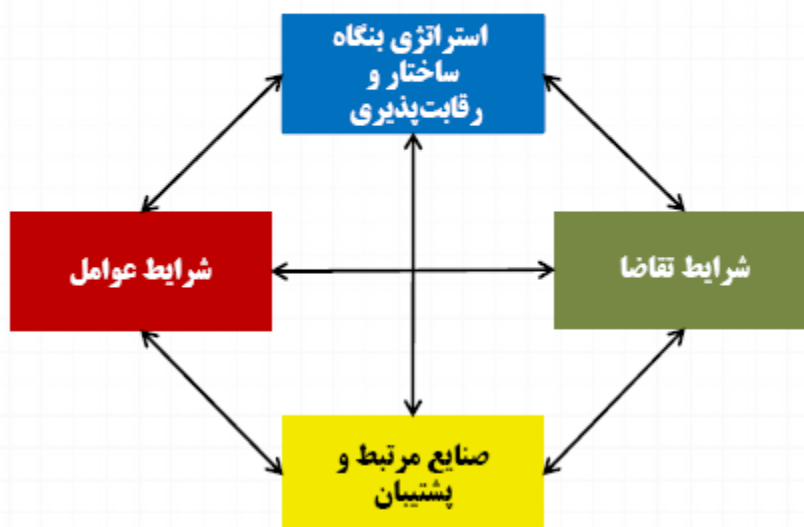 استراتژی بنگاه
ساختار و
رقابت‌پذیری
شرایط عوامل
شرایط تقاضا
صنایع مرتبط و
پشتیبان